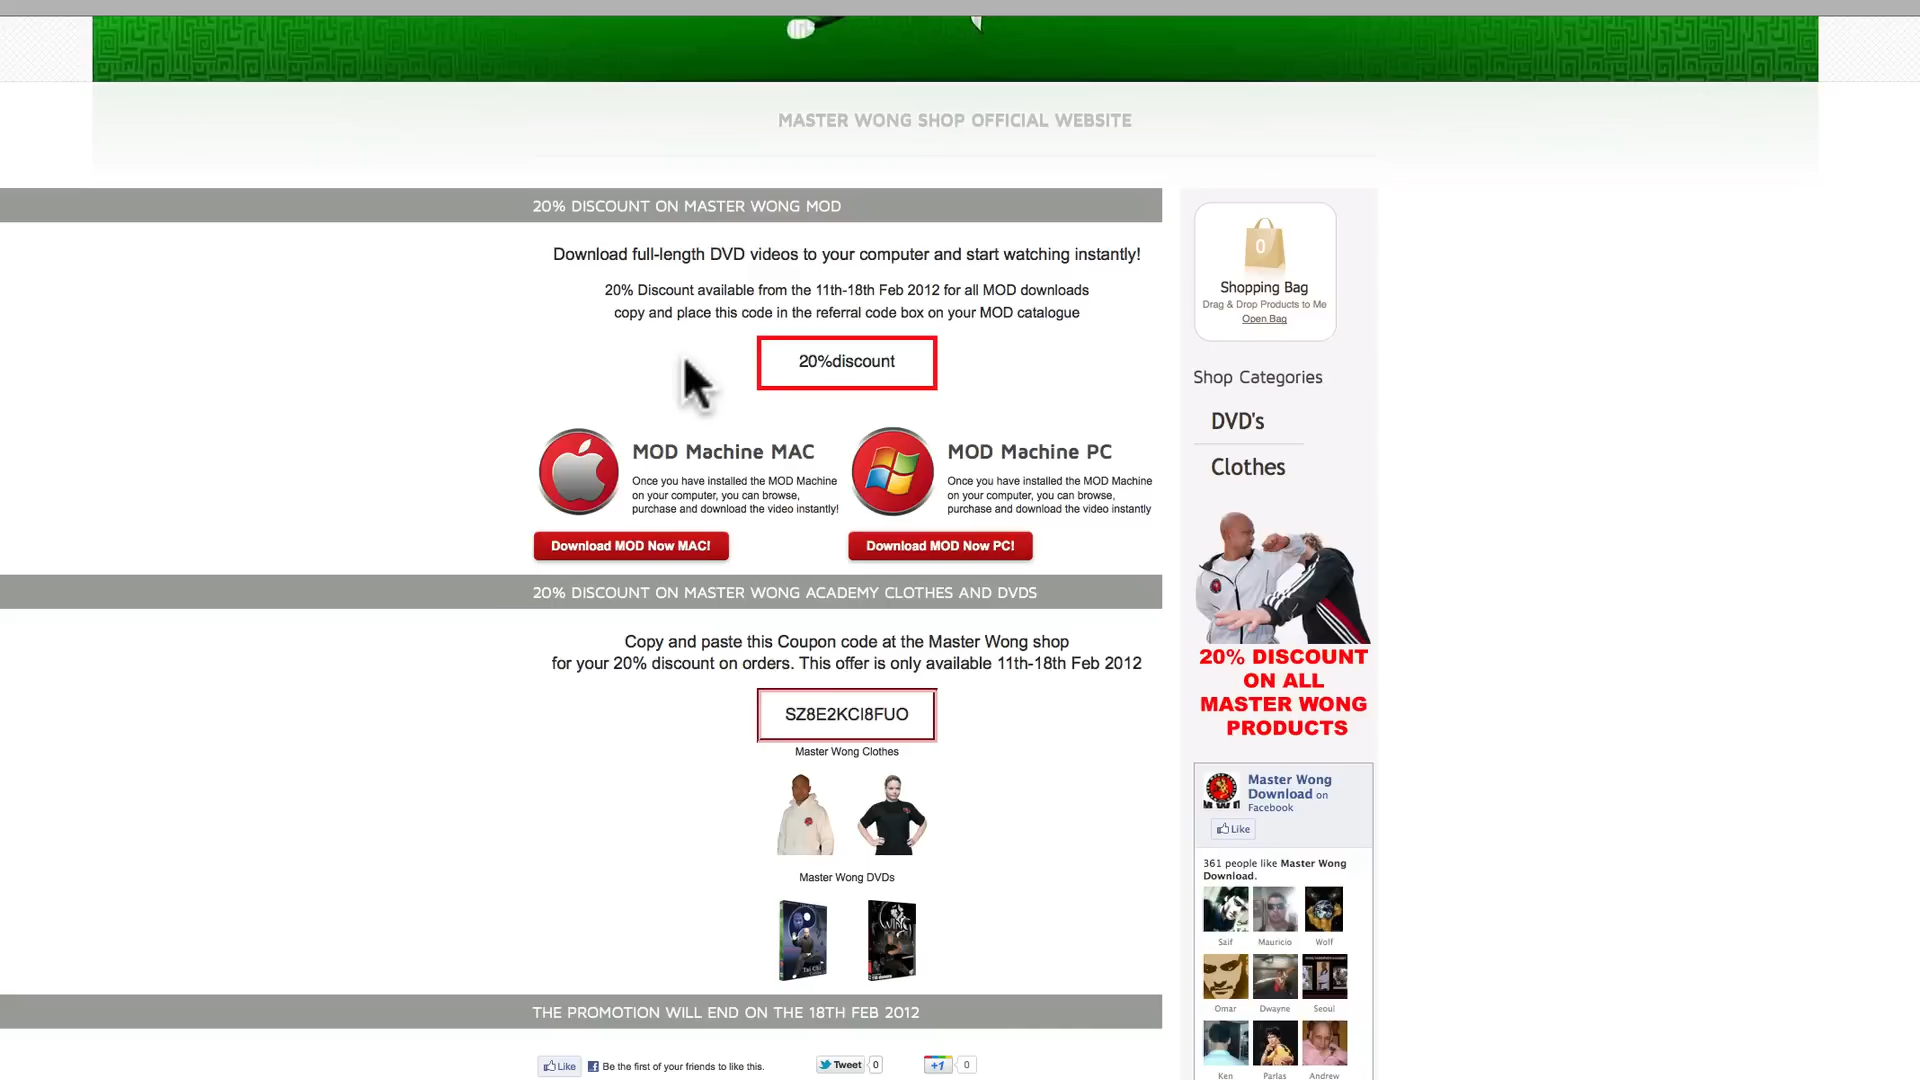 MASTER WONG SHOP OFFICIAL WEBSITE
20% DISCOUNT ON MASTER WONG MOD
Download full-length DVD videos to your computer and start watching instantly!
20% Discount available from the 11th-18th Feb 2012 for all MOD downloads
copy and place this code in the referral code box on your MOD catalogue
20%discount
MOD Machine MAC
Once you have installed the MOD Machine
on your computer, you can browse,
purchase and download the video instantly!
Download MOD Now MAC!
MOD Machine PC
Once you have installed the MOD Machine
on your computer, you can browse,
purchase and download the video instantly
Download MOD Now PC!
20% DISCOUNT ON MASTER WONG ACADEMY CLOTHES AND DVDS
Copy and paste this Coupon code at the Master Wong shop
for your 20% discount on orders. This offer is only available 11th-18th Feb 2012
SZ8E2KCI8FUO
Master Wong Clothes
Master Wong DVDs
Tai Chi
WING
THE PROMOTION WILL END ON THE 18TH FEB 2012
Like
Be the first of your friends to like this.
Tweet
0
+1
0
0
Shopping Bag
Drag & Drop Products to Me
Open Bag
Shop Categories
DVD's
Clothes
20% DISCOUNT
ON ALL
MASTER WONG
PRODUCTS
Master Wong
Download on
Facebook
Like
361 people like Master Wong
Download.
Saif Mauricio Wolf
Omar Dwayne Seoul
Ken Parlas Andrew